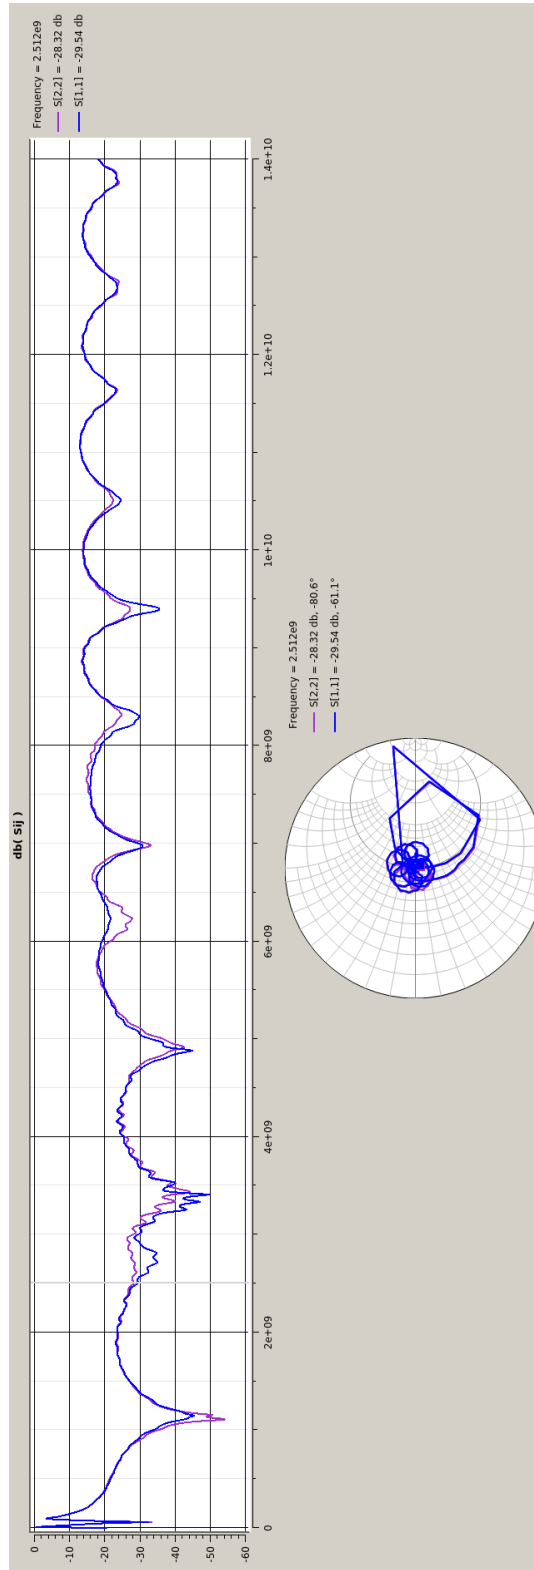 db( Sij )
Frequency = 2.512e9
S[2,2] = -28.32 db
S[1,1] = -29.54 db
0
-10
-20
-30
-40
-50
-60
0
2e+09
4e+09
6e+09
8e+09
1e+10
1.2e+10
1.4e+10
Frequency = 2.512e9
S[2,2] = -28.32 db, -80.6°
S[1,1] = -29.54 db, -61.1°